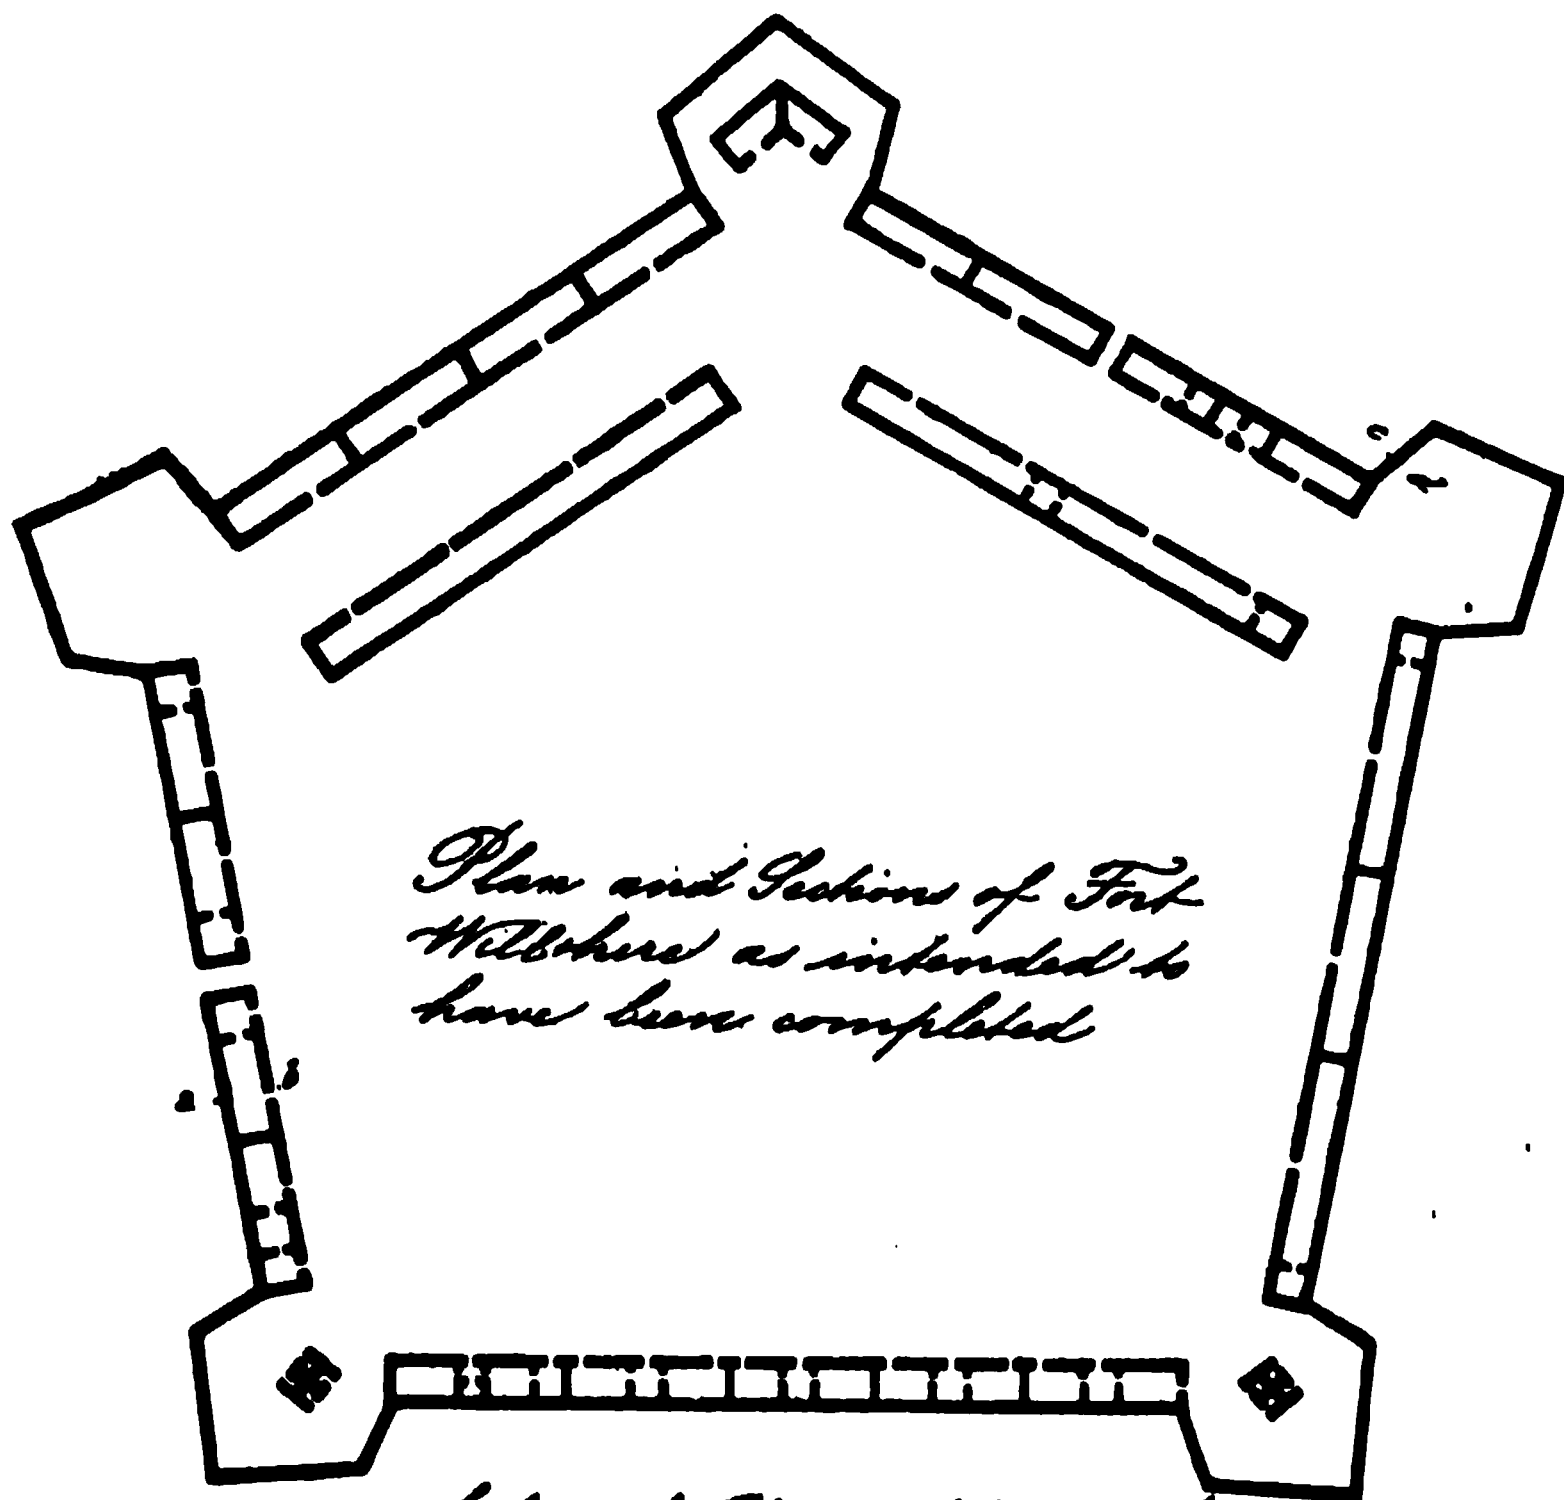 Plan and Sections of Fort
Willshire as intended to
have been completed
c
d
a
b